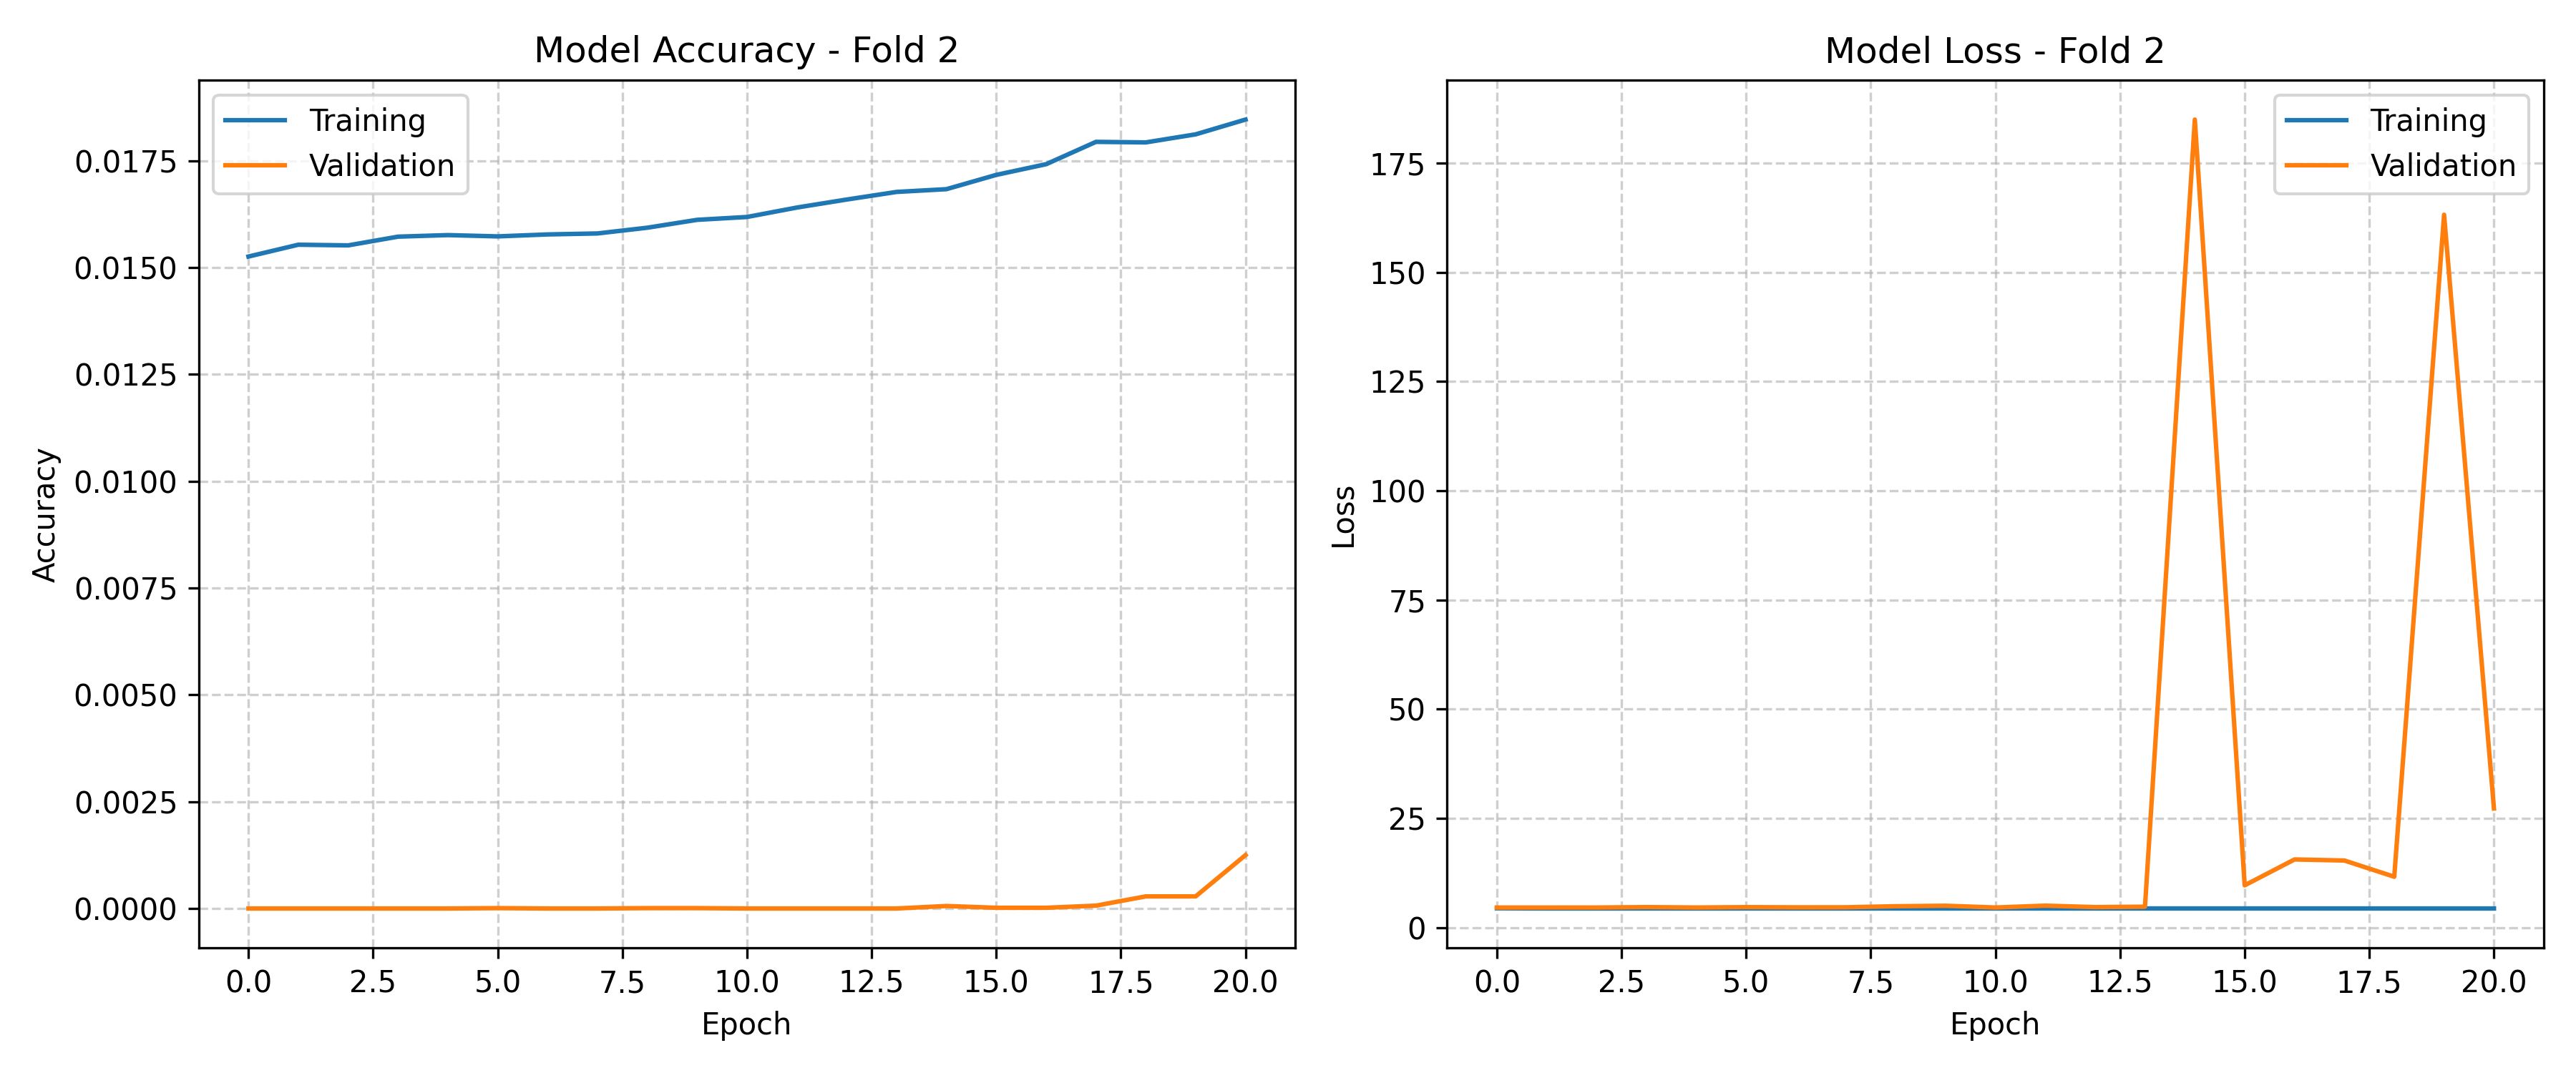 Model Accuracy - Fold 2
Training
Validation
0.0175
0.0150
0.0125
0.0100
0.0075
0.0050
0.0025
0.0000
Accuracy
0.0 2.5 5.0 7.5 10.0 12.5 15.0 17.5 20.0
Epoch
Model Loss - Fold 2
Training
Validation
175
150
125
100
75
50
25
0
Loss
0.0 2.5 5.0 7.5 10.0 12.5 15.0 17.5 20.0
Epoch